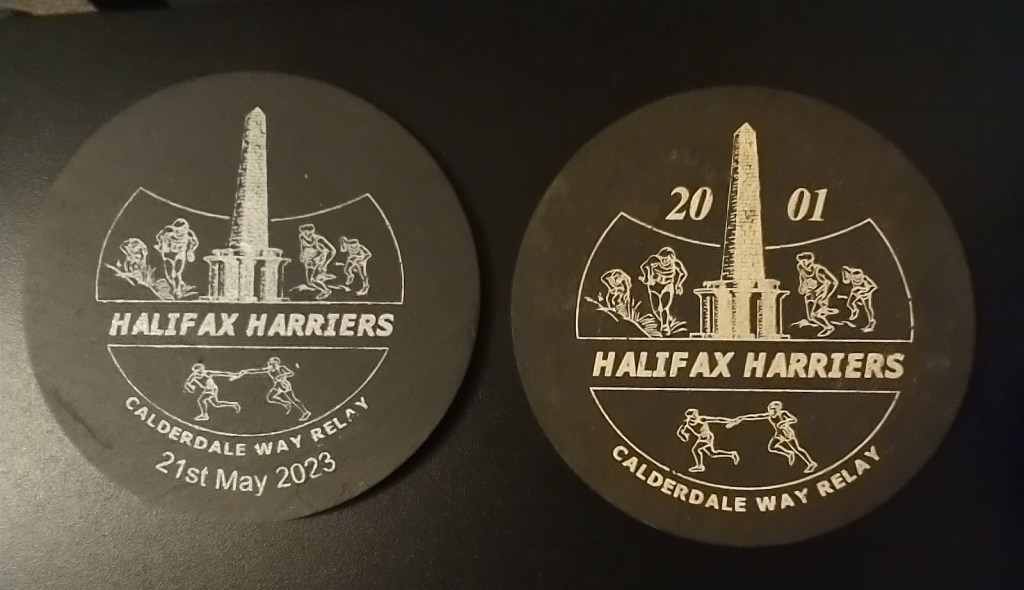 HALIFAX HARRIERS
CALDERDALE WAY RELAY
21st May 2023
20 01
HALIFAX HARRIERS
CALDERDALE WAY RELAY